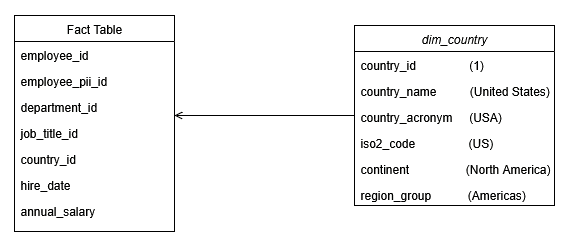 Fact Table
employee_id
employee_pii_id
department_id
job_title_id
country_id
hire_date
annual_salary
dim_country
country_id (1)
country_name (United States)
country_acronym (USA)
iso2_code (US)
continent (North America)
region_group (Americas)